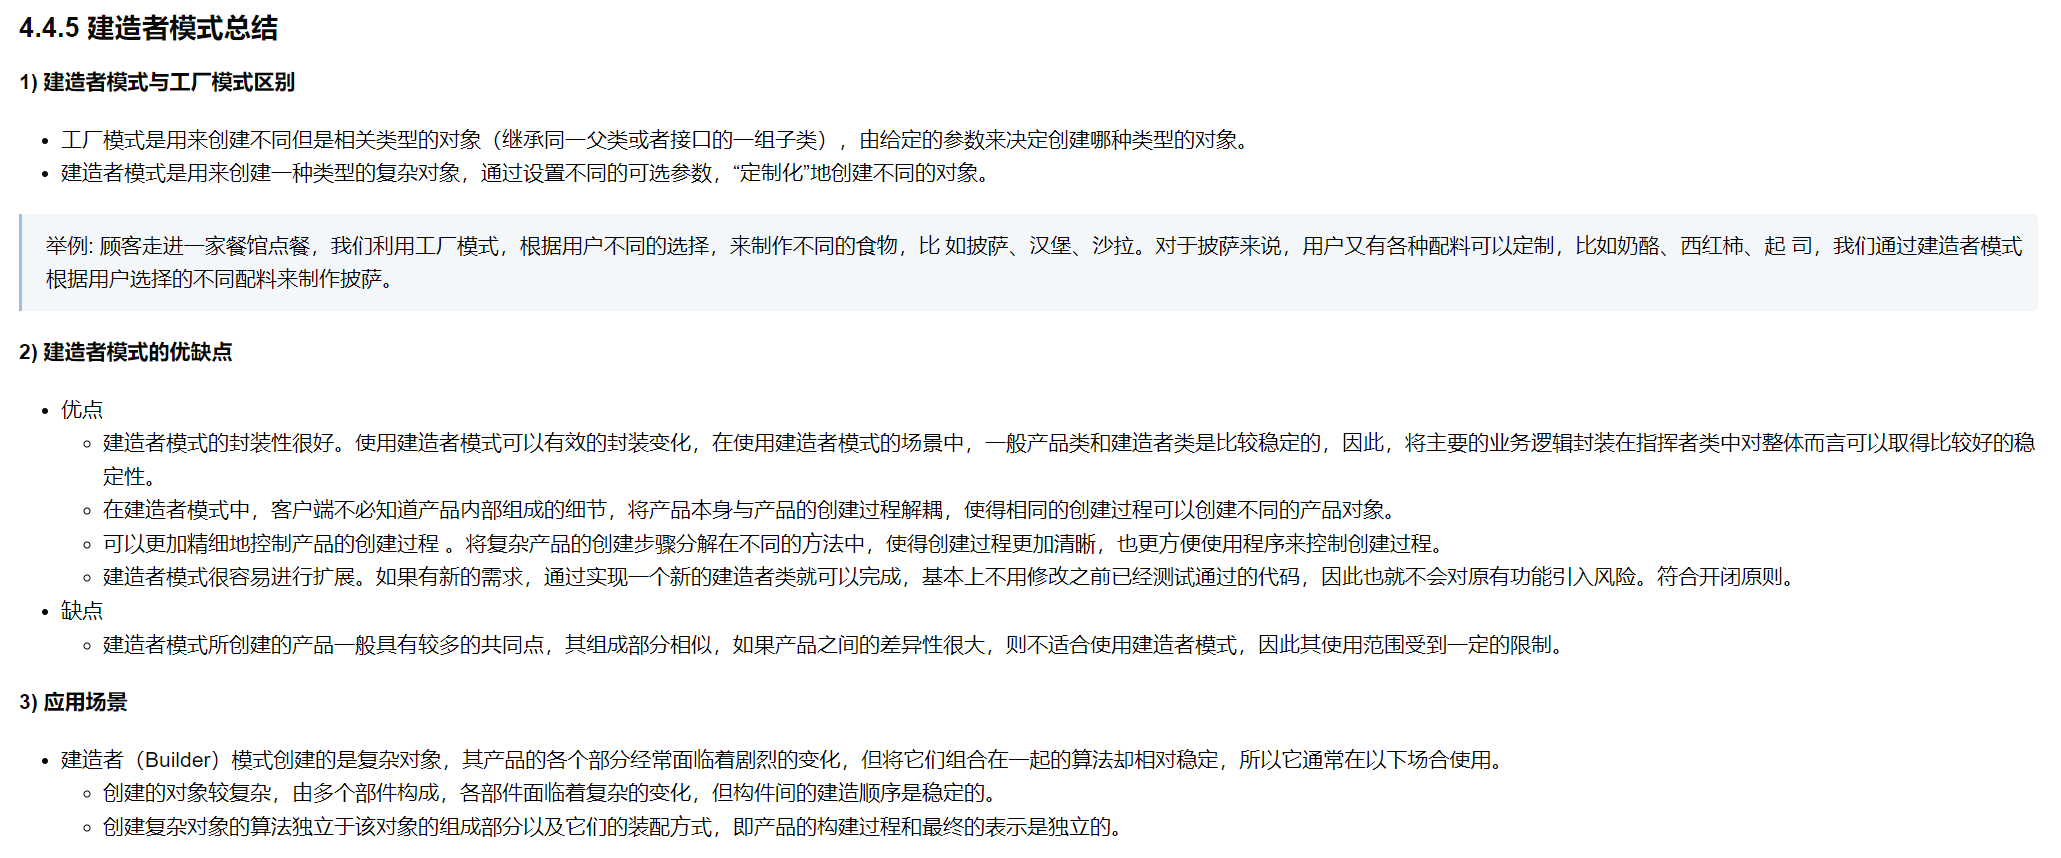 4.4.5 建造者模式总结
1) 建造者模式与工厂模式区别
• 工厂模式是用来创建不同但是相关类型的对象（继承同一父类或者接口的一组子类），由给定的参数来决定创建哪种类型的对象。
• 建造者模式是用来创建一种类型的复杂对象，通过设置不同的可选参数，“定制化”地创建不同的对象。
举例: 顾客走进一家餐馆点餐，我们利用工厂模式，根据用户不同的选择，来制作不同的食物，比 如披萨、汉堡、沙拉。对于披萨来说，用户又有各种配料可以定制，比如奶酪、西红柿、起 司，我们通过建造者模式
根据用户选择的不同配料来制作披萨。
2) 建造者模式的优缺点
• 优点
◦ 建造者模式的封装性很好。使用建造者模式可以有效的封装变化，在使用建造者模式的场景中，一般产品类和建造者类是比较稳定的，因此，将主要的业务逻辑封装在指挥者类中对整体而言可以取得比较好的稳
定性。
◦ 在建造者模式中，客户端不必知道产品内部组成的细节，将产品本身与产品的创建过程解耦，使得相同的创建过程可以创建不同的产品对象。
◦ 可以更加精细地控制产品的创建过程 。将复杂产品的创建步骤分解在不同的方法中，使得创建过程更加清晰，也更方便使用程序来控制创建过程。
◦ 建造者模式很容易进行扩展。如果有新的需求，通过实现一个新的建造者类就可以完成，基本上不用修改之前已经测试通过的代码，因此也就不会对原有功能引入风险。符合开闭原则。
• 缺点
◦ 建造者模式所创建的产品一般具有较多的共同点，其组成部分相似，如果产品之间的差异性很大，则不适合使用建造者模式，因此其使用范围受到一定的限制。
3) 应用场景
• 建造者（Builder）模式创建的是复杂对象，其产品的各个部分经常面临着剧烈的变化，但将它们组合在一起的算法却相对稳定，所以它通常在以下场合使用。
◦ 创建的对象较复杂，由多个部件构成，各部件面临着复杂的变化，但构件间的建造顺序是稳定的。
◦ 创建复杂对象的算法独立于该对象的组成部分以及它们的装配方式，即产品的构建过程和最终的表示是独立的。